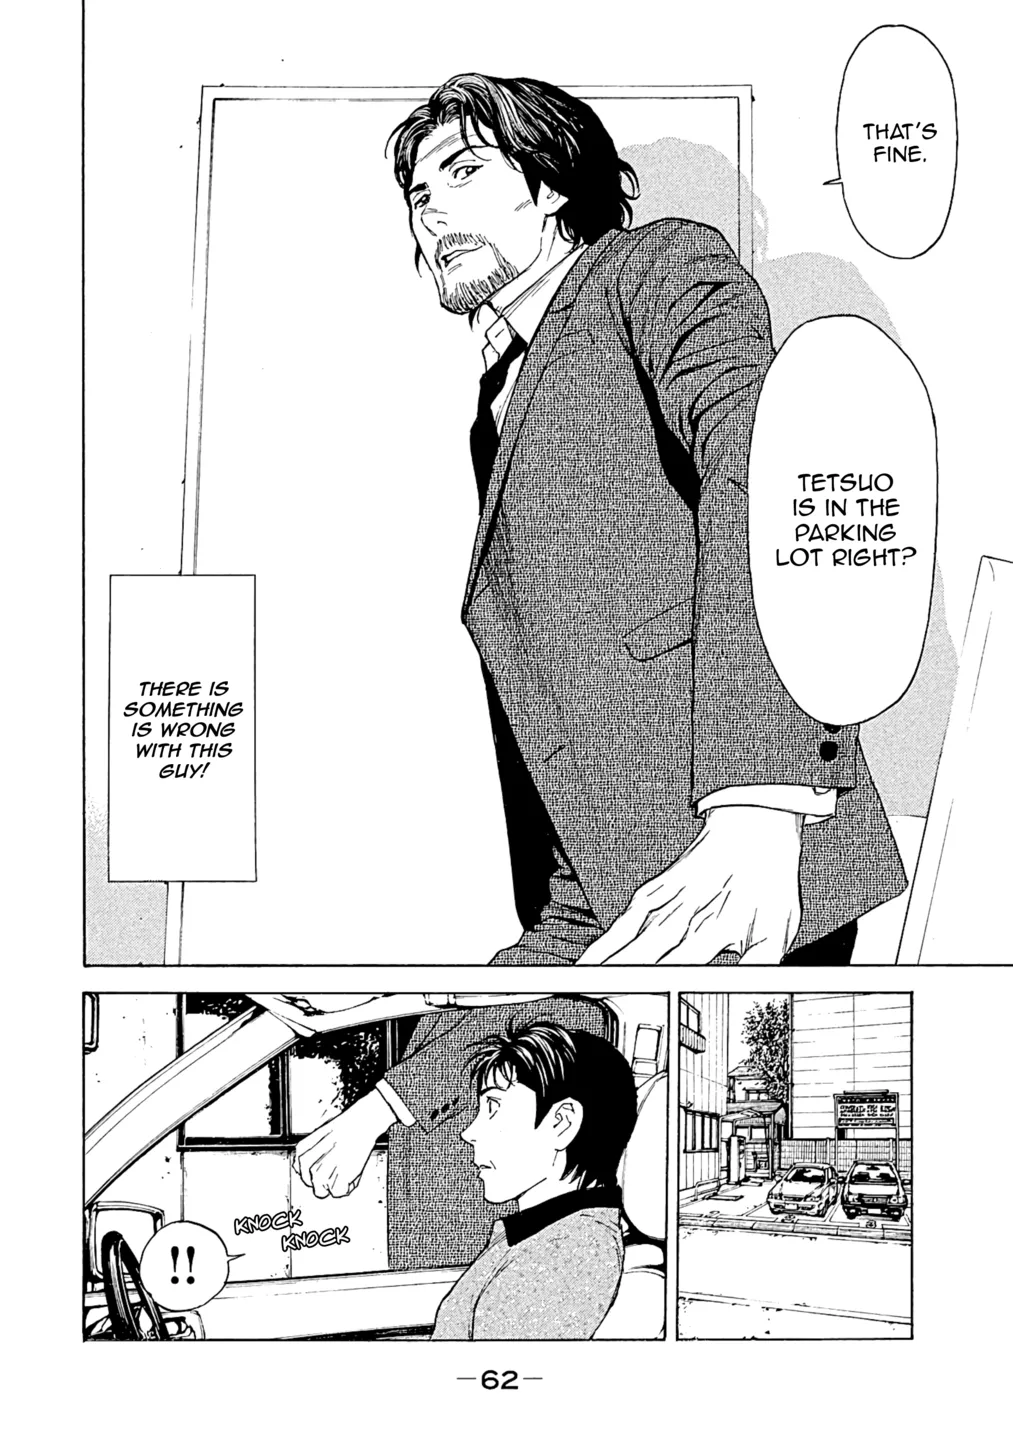 THAT'S
FINE.
TETSUO
IS IN THE
PARKING
LOT RIGHT?
THERE IS
SOMETHING
IS WRONG
WITH THIS
GUY!
KNOCK
KNOCK
!!
-62-